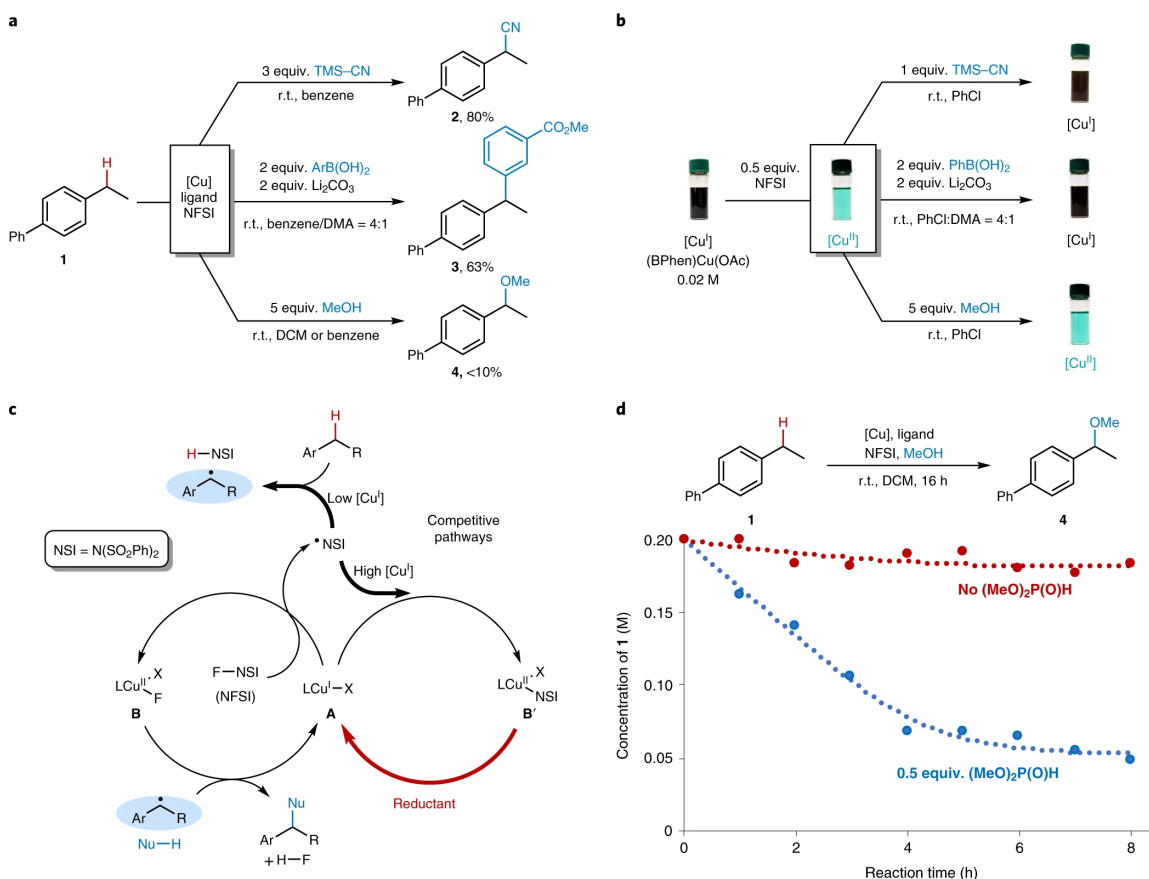 a
3 equiv. TMS–CN
r.t., benzene
CN
2, 80%
H
Ph
1
[Cu]
ligand
NFSI
2 equiv. ArB(OH)2
2 equiv. Li2CO3
r.t., benzene/DMA = 4:1
CO2Me
Ph
Ph
3, 63%
5 equiv. MeOH
r.t., DCM or benzene
OMe
Ph
4, <10%
b
[CuI]
(BPhen)Cu(OAc)
0.02 M
0.5 equiv.
NFSI
[CuII]
1 equiv. TMS–CN
r.t., PhCl
[CuI]
2 equiv. PhB(OH)2
2 equiv. Li2CO3
r.t., PhCl:DMA = 4:1
[CuI]
5 equiv. MeOH
r.t., PhCl
[CuII]
c
H
Ar R
H–NSI
Ar R
Low [CuI]
NSI = N(SO2Ph)2
•NSI
Competitive
pathways
High [CuI]
LCuII X
F
B
F–NSI
(NFSI)
LCuI–X
A
LCuII X
NSI
B′
Reductant
Ar R
Nu–H
Nu
Ar R
+ H–F
d
H
Ph
1
[Cu], ligand
NFSI, MeOH
r.t., DCM, 16 h
OMe
Ph
4
Concentration of 1 (M)
0.20
0.15
0.10
0.05
0
No (MeO)2P(O)H
0.5 equiv. (MeO)2P(O)H
0 2 4 6 8
Reaction time (h)